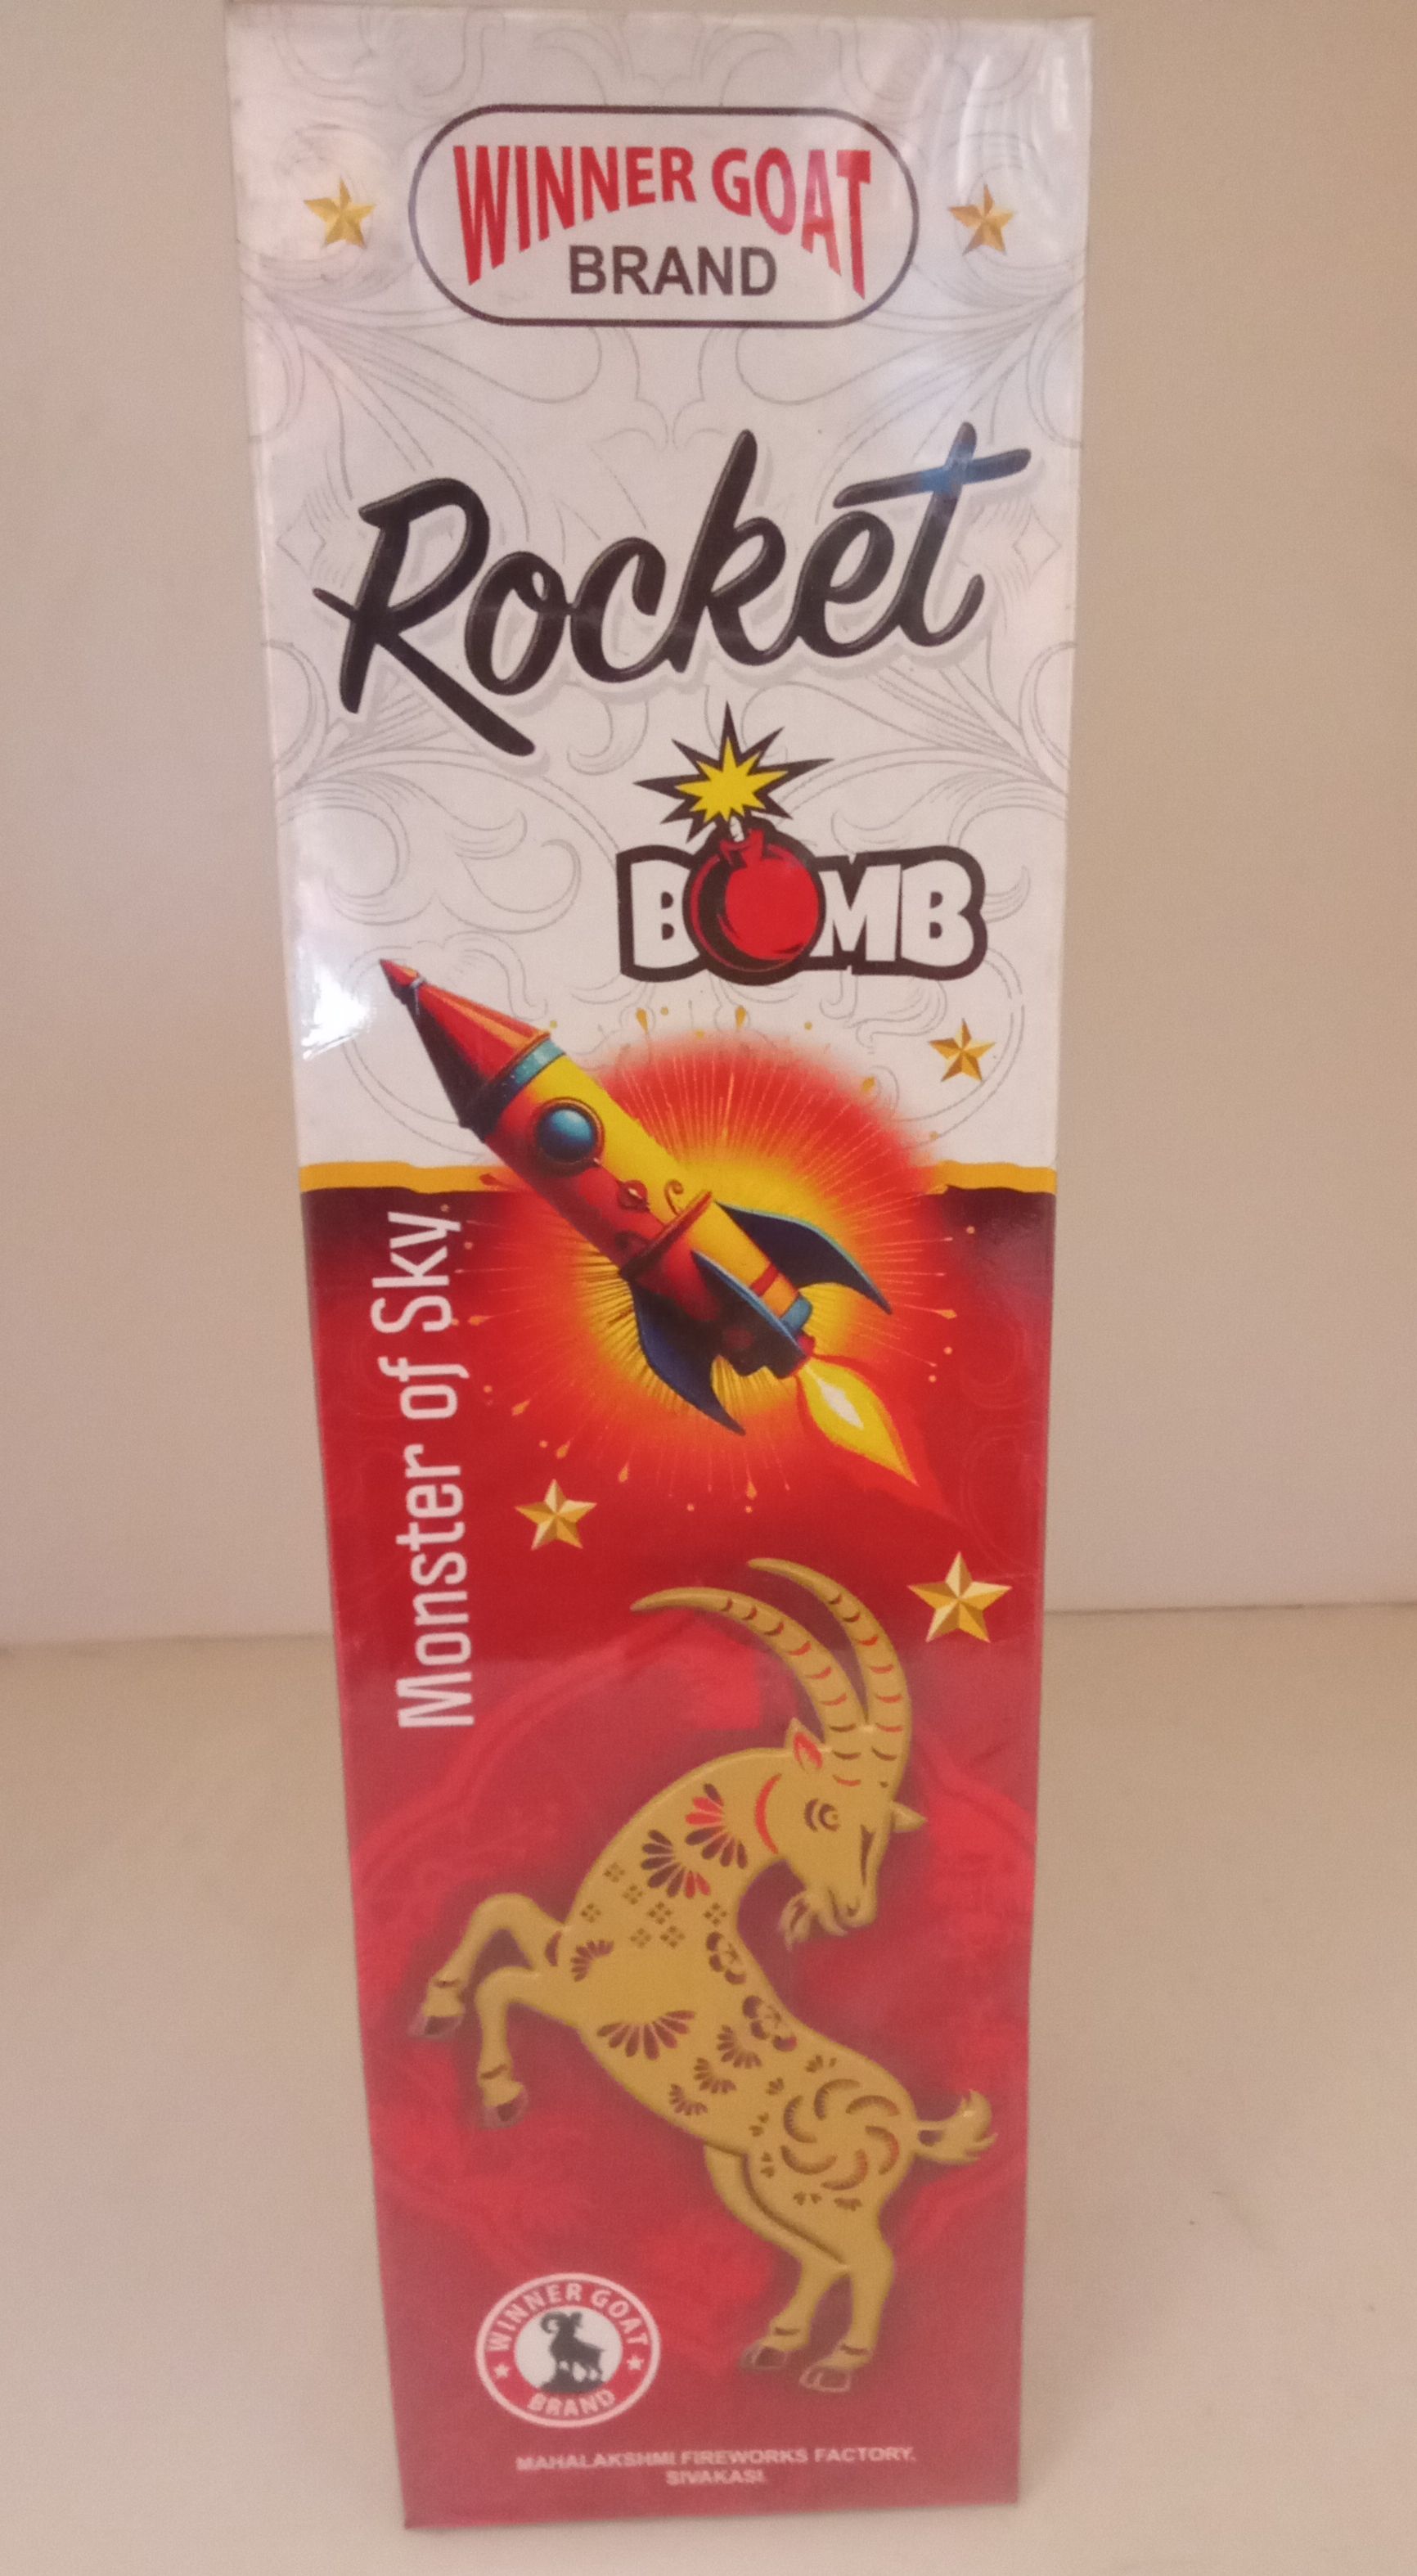 WINNER GOAT
BRAND
Rocket
BOMB
Monster of Sky
WINNER GOAT
BRAND
MAHALAKSHMI FIREWORKS FACTORY.
SIVAKASI.